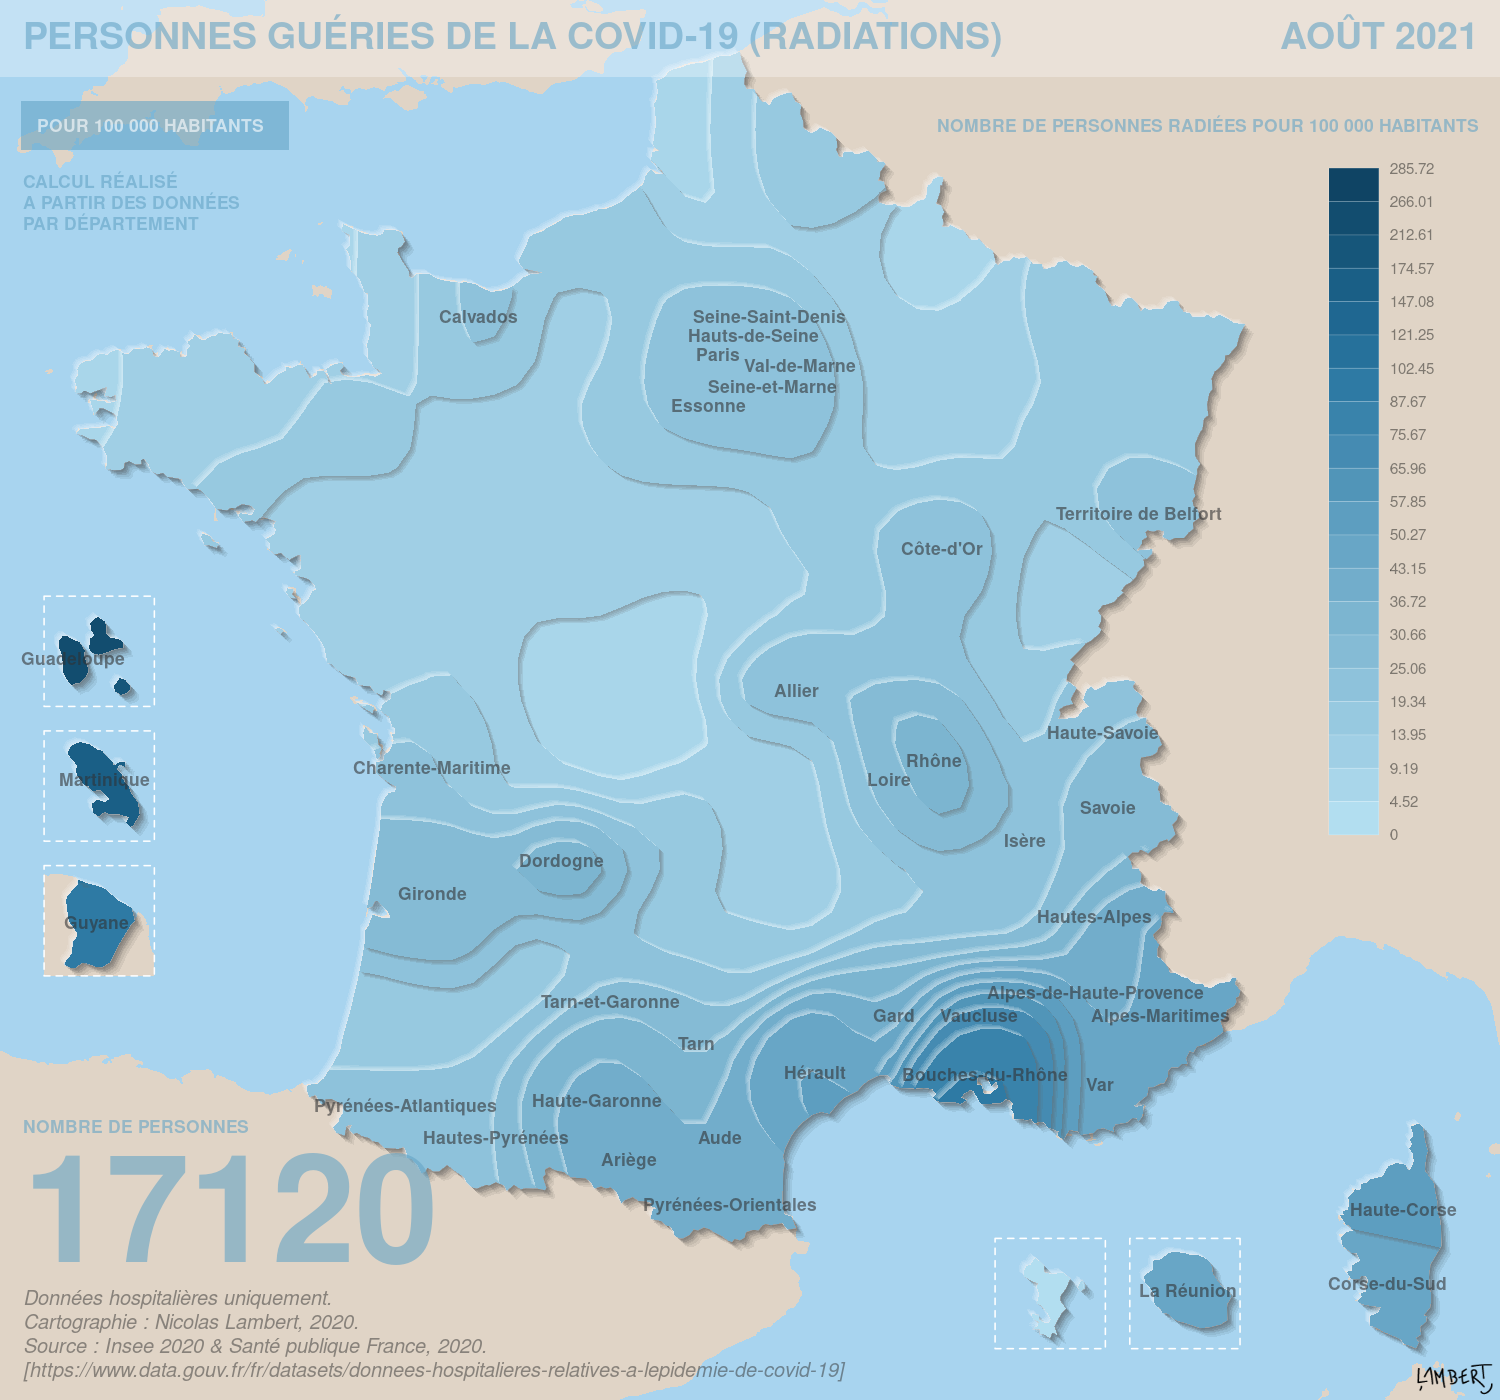 PERSONNES GUÉRIES DE LA COVID-19 (RADIATIONS)
AOÛT 2021
POUR 100 000 HABITANTS
CALCUL RÉALISÉ
A PARTIR DES DONNÉES
PAR DÉPARTEMENT
NOMBRE DE PERSONNES RADIÉES POUR 100 000 HABITANTS
285.72
266.01
212.61
174.57
147.08
121.25
102.45
87.67
75.67
65.96
57.85
50.27
43.15
36.72
30.66
25.06
19.34
13.95
9.19
4.52
0
Calvados
Seine-Saint-Denis
Hauts-de-Seine
Paris
Val-de-Marne
Seine-et-Marne
Essonne
Territoire de Belfort
Côte-d'Or
Guadeloupe
Allier
Haute-Savoie
Rhône
Charente-Maritime
Martinique
Loire
Savoie
Isère
Dordogne
Gironde
Hautes-Alpes
Guyane
Alpes-de-Haute-Provence
Tarn-et-Garonne
Gard
Vaucluse
Alpes-Maritimes
Tarn
Hérault
Bouches-du-Rhône
Var
Haute-Garonne
Pyrénées-Atlantiques
Hautes-Pyrénées
Aude
Ariège
Pyrénées-Orientales
Haute-Corse
Corse-du-Sud
La Réunion
NOMBRE DE PERSONNES
17120
Données hospitalières uniquement.
Cartographie : Nicolas Lambert, 2020.
Source : Insee 2020 & Santé publique France, 2020.
[https://www.data.gouv.fr/fr/datasets/donnees-hospitalieres-relatives-a-lepidemie-de-covid-19]
LAMBERT